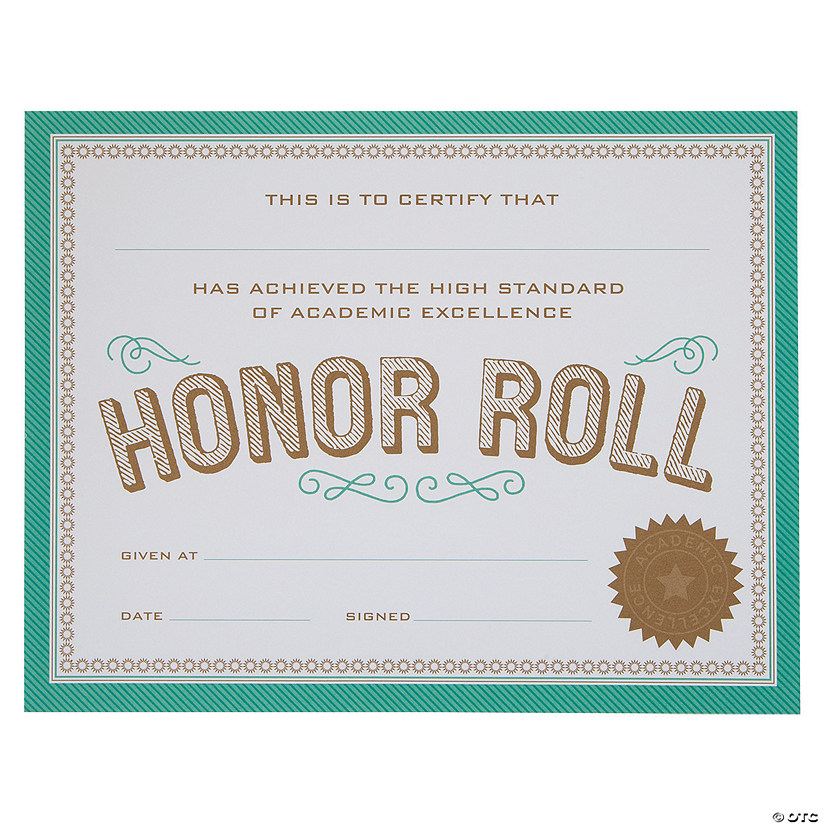 THIS IS TO CERTIFY THAT
HAS ACHIEVED THE HIGH STANDARD
OF ACADEMIC EXCELLENCE
HONOR ROLL
GIVEN AT
DATE SIGNED
ACADEMIC EXCELLENCE
© OTC